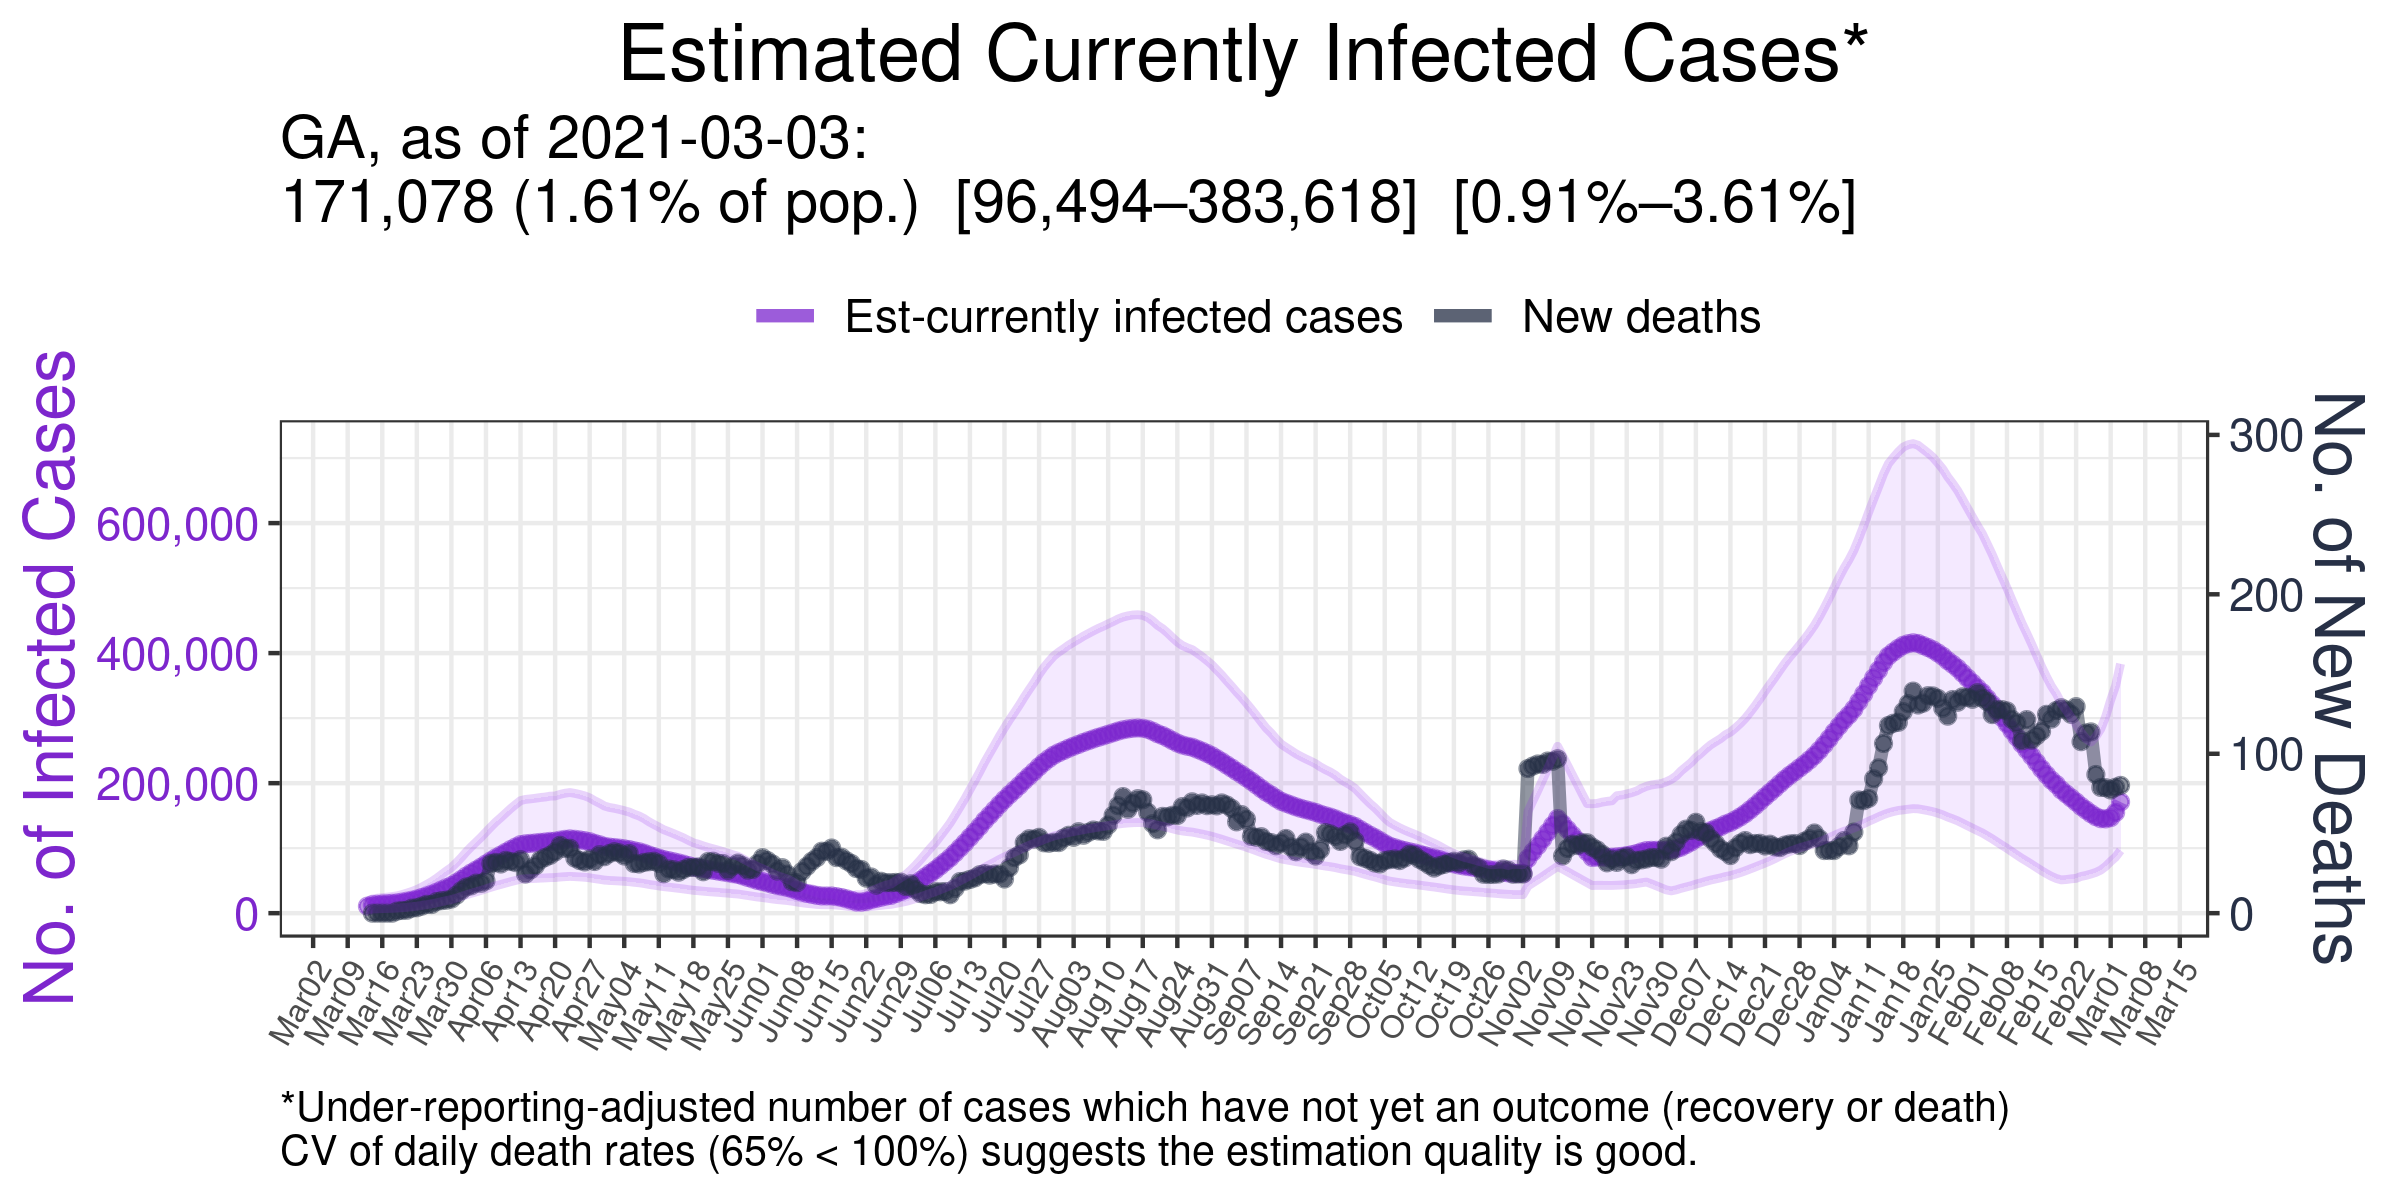 Estimated Currently Infected Cases*
GA, as of 2021-03-03:
171,078 (1.61% of pop.)  [96,494–383,618]  [0.91%–3.61%]
Est-currently infected cases
New deaths
No. of Infected Cases
600,000
400,000
200,000
0
300
200
100
0
No. of New Deaths
Mar02
Mar09
Mar16
Mar23
Mar30
Apr06
Apr13
Apr20
Apr27
May04
May11
May18
May25
Jun01
Jun08
Jun15
Jun22
Jun29
Jul06
Jul13
Jul20
Jul27
Aug03
Aug10
Aug17
Aug24
Aug31
Sep07
Sep14
Sep21
Sep28
Oct05
Oct12
Oct19
Oct26
Nov02
Nov09
Nov16
Nov23
Nov30
Dec07
Dec14
Dec21
Dec28
Jan04
Jan11
Jan18
Jan25
Feb01
Feb08
Feb15
Feb22
Mar01
Mar08
Mar15
*Under-reporting-adjusted number of cases which have not yet an outcome (recovery or death)
CV of daily death rates (65% < 100%) suggests the estimation quality is good.